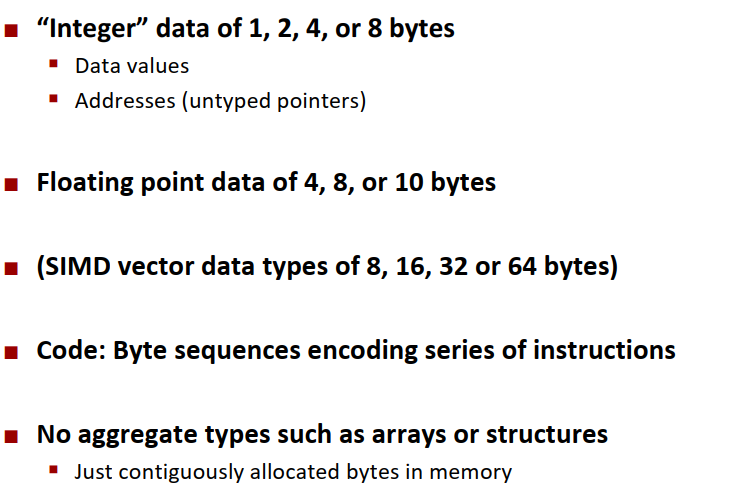 “Integer” data of 1, 2, 4, or 8 bytes
Data values
Addresses (untyped pointers)
Floating point data of 4, 8, or 10 bytes
(SIMD vector data types of 8, 16, 32 or 64 bytes)
Code: Byte sequences encoding series of instructions
No aggregate types such as arrays or structures
Just contiguously allocated bytes in memory